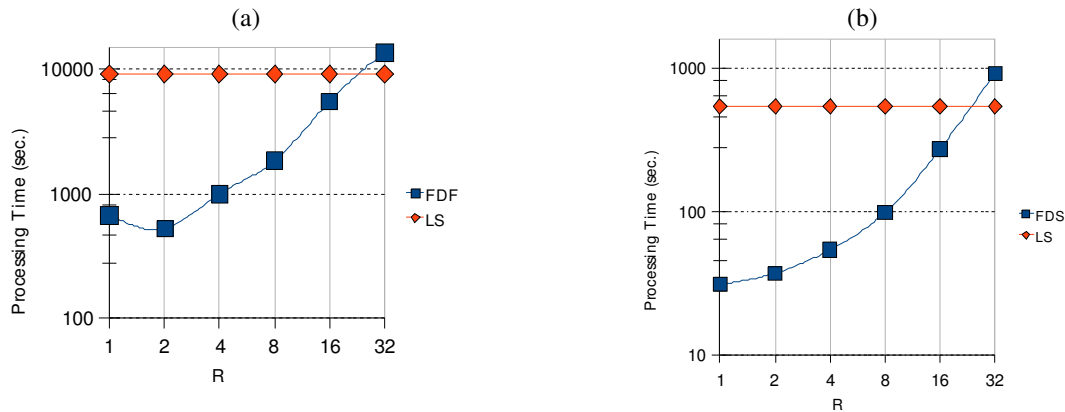 (a)
10000
1000
100
Processing Time (sec.)
1 2 4 8 16 32
R
FDF
LS
(b)
1000
100
10
Processing Time (sec.)
1 2 4 8 16 32
R
FDS
LS